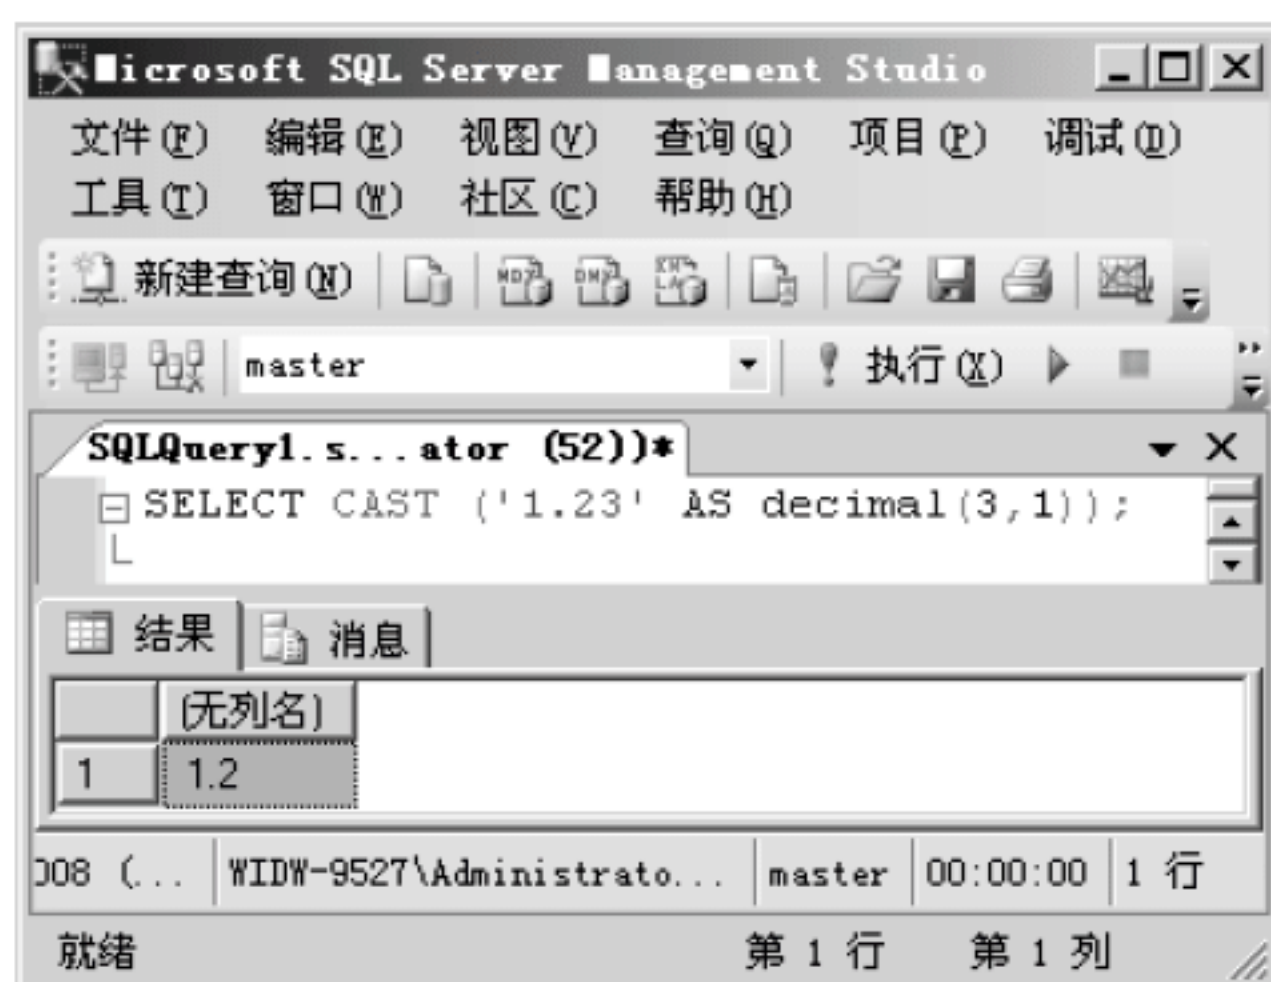 Microsoft SQL Server Management Studio
文件(F) 编辑(E) 视图(V) 查询(Q) 项目(P) 调试(D)
工具(T) 窗口(W) 社区(C) 帮助(H)
新建查询(N)
master 执行(X)
SQLQuery1.s...ator (52))*
SELECT CAST ('1.23' AS decimal(3,1));
结果 消息
(无列名)
1 1.2
008 (... WIDW-9527\Administrato... master 00:00:00 1 行
就绪 第 1 行 第 1 列